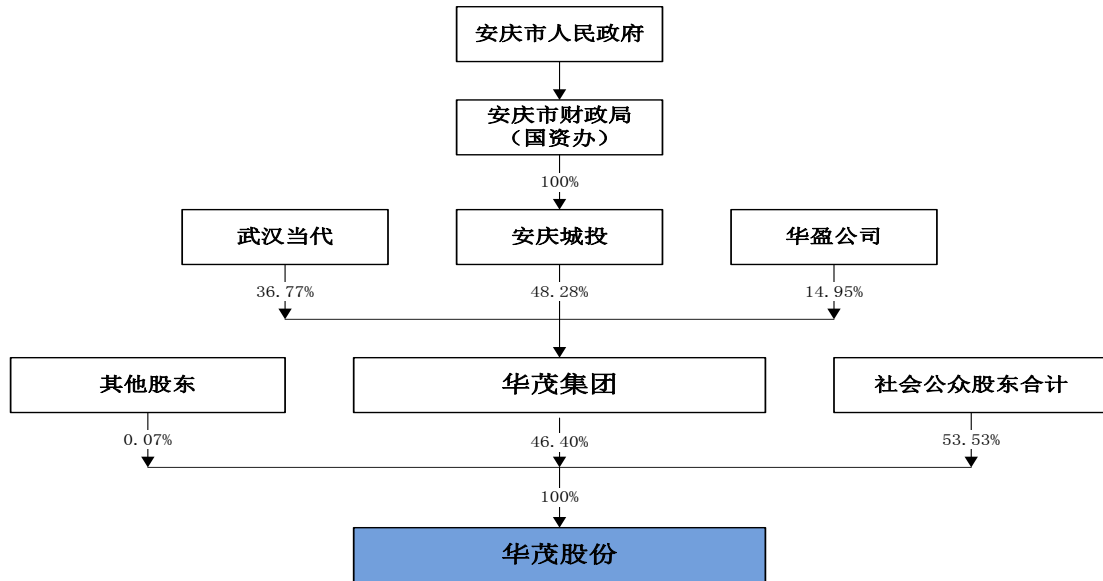 安庆市人民政府
安庆市财政局
（国资办）
100%
武汉当代
安庆城投
华盈公司
36.77%
48.28%
14.95%
其他股东
华茂集团
社会公众股东合计
0.07%
46.40%
53.53%
100%
华茂股份